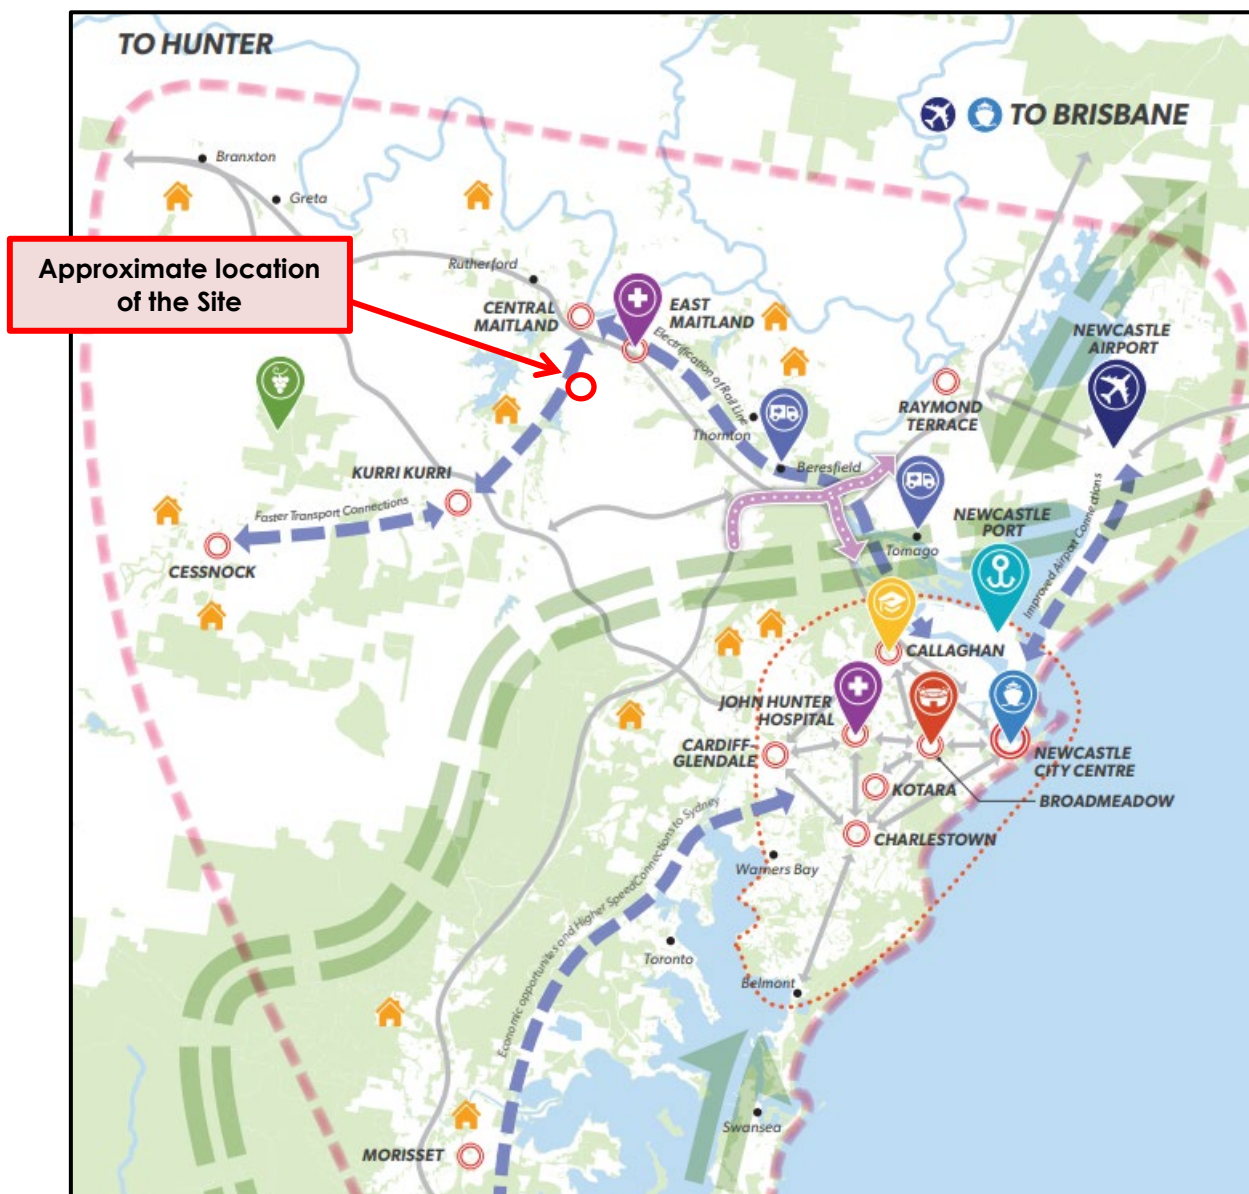 TO HUNTER
TO BRISBANE
Branxton
Greta
Approximate location
of the Site
Rutherford
CENTRAL
MAITLAND
EAST
MAITLAND
Electrification of Rail Line
NEWCASTLE
AIRPORT
RAYMOND
TERRACE
Thornton
Beresfield
KURRI KURRI
Faster Transport Connections
CESSNOCK
NEWCASTLE
PORT
Tomago
Improved Airport Connections
CALLAGHAN
JOHN HUNTER
HOSPITAL
CARDIFF-
GLENDALE
NEWCASTLE
CITY CENTRE
KOTARA
BROADMEADOW
CHARLESTOWN
Warners Bay
Economic opportunites and Higher SpeedConnections to Sydney
Toronto
Belmont
Swansea
MORISSET